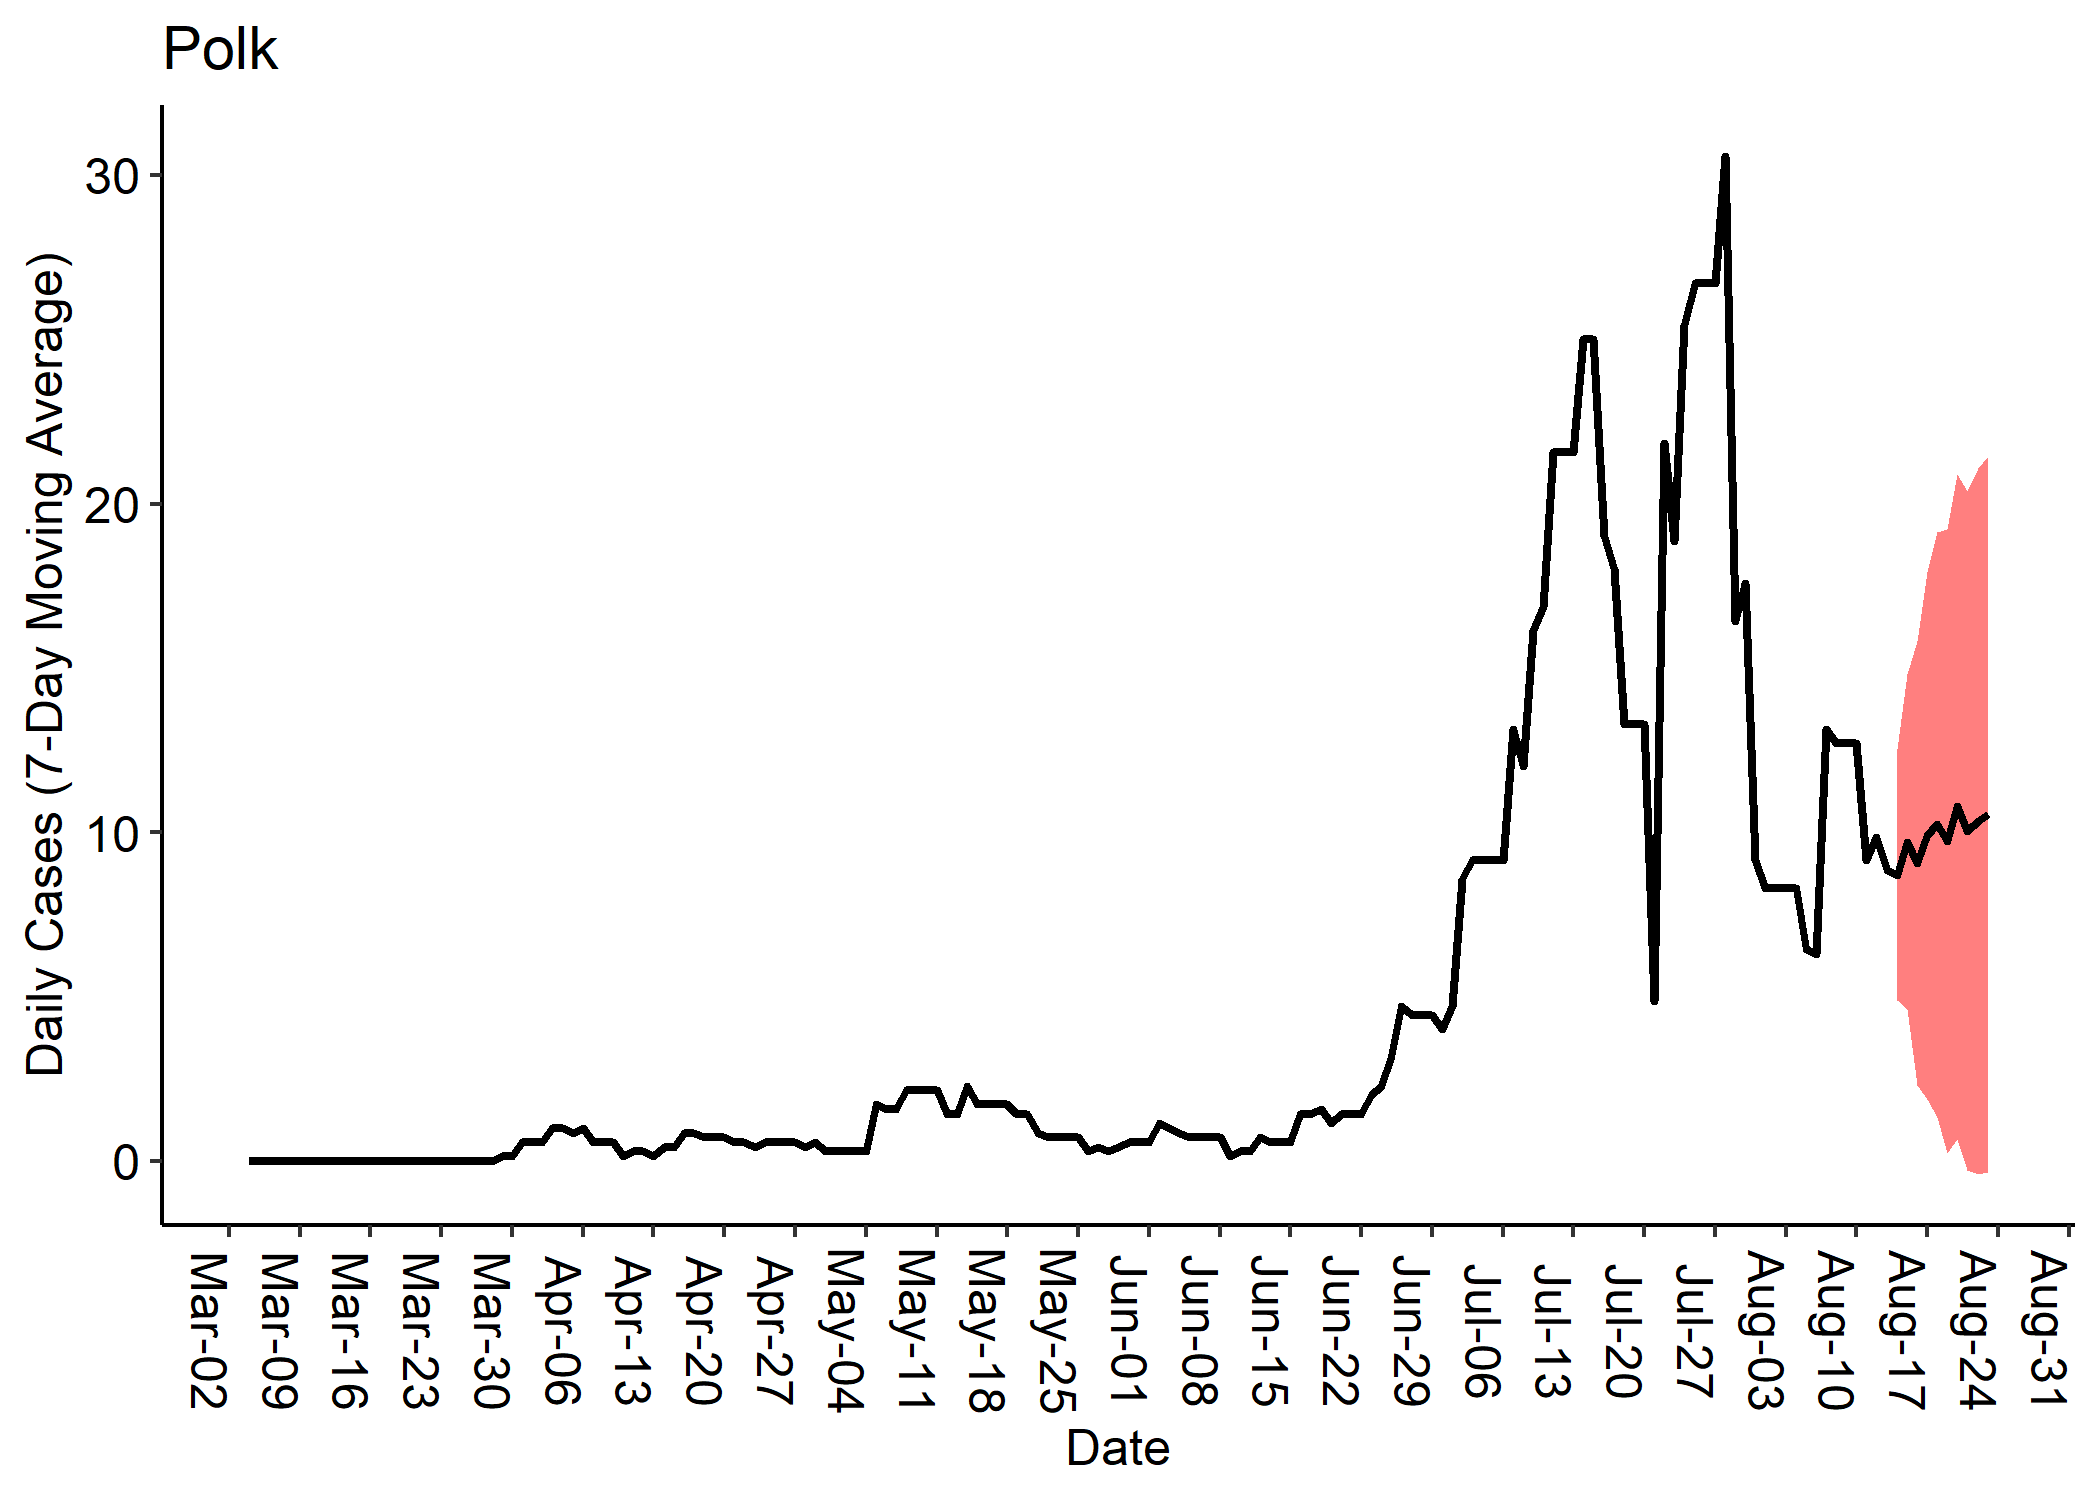 Polk
Daily Cases (7-Day Moving Average)
30
20
10
0
Mar-02
Mar-09
Mar-16
Mar-23
Mar-30
Apr-06
Apr-13
Apr-20
Apr-27
May-04
May-11
May-18
May-25
Jun-01
Jun-08
Jun-15
Jun-22
Jun-29
Jul-06
Jul-13
Jul-20
Jul-27
Aug-03
Aug-10
Aug-17
Aug-24
Aug-31
Date